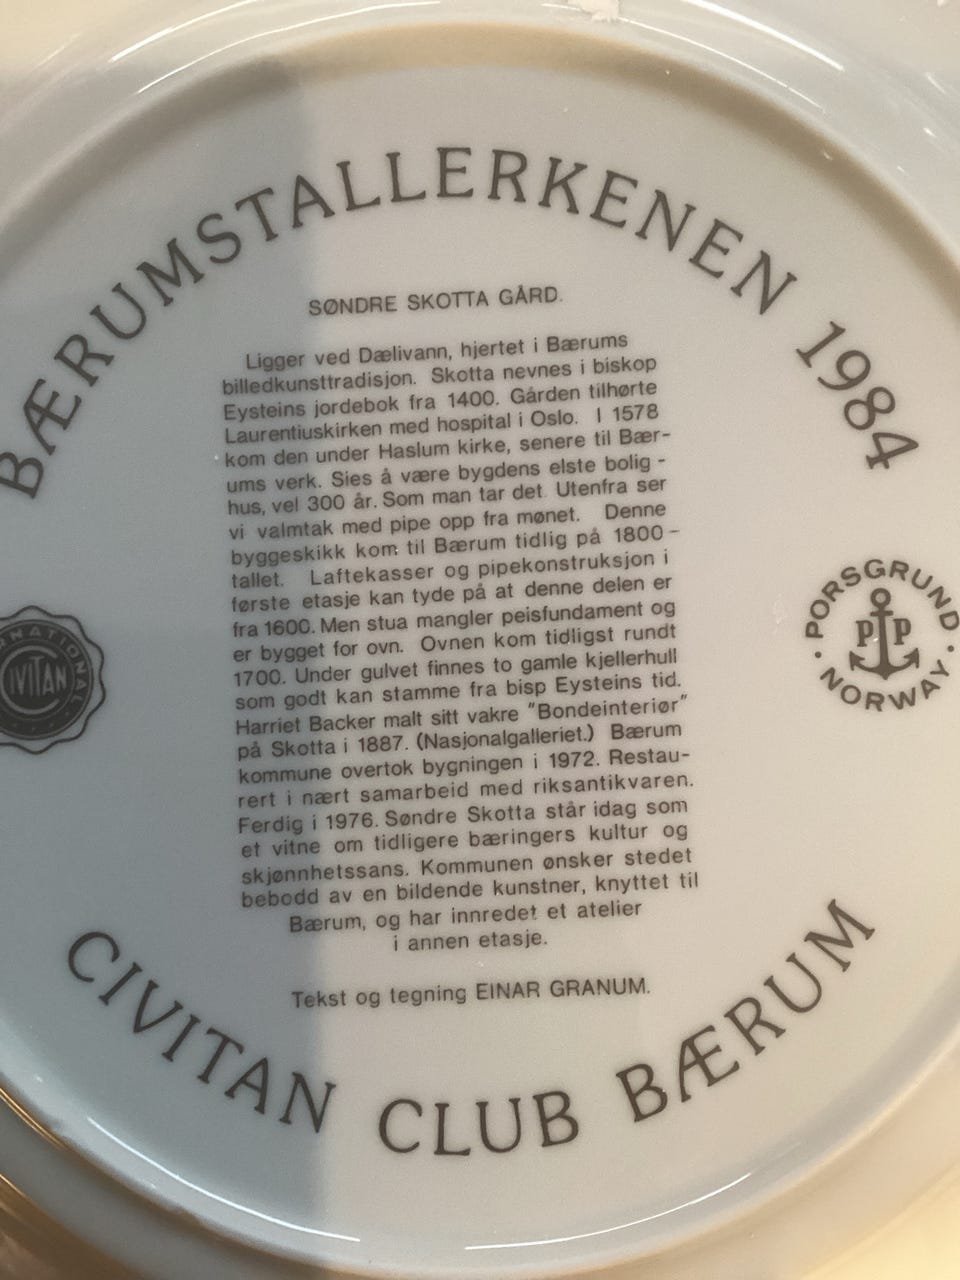 BÆRUMSTALLERKENEN 1984
SØNDRE SKOTTA GÅRD.
Ligger ved Dælivann, hjertet i Bærums
billedkunsttradisjon. Skotta nevnes i biskop
Eysteins jordebok fra 1400. Gården tilhørte
Laurentiuskirken med hospital i Oslo. I 1578
kom den under Haslum kirke, senere til Bær-
ums verk. Sies å være bygdens elste bolig-
hus, vel 300 år. Som man tar det. Utenfra ser
vi valmtak med pipe opp fra mønet. Denne
byggeskikk kom til Bærum tidlig på 1800-
tallet. Laftekasser og pipekonstruksjon i
første etasje kan tyde på at denne delen er
fra 1600. Men stua mangler peisfundament og
er bygget for ovn. Ovnen kom tidligst rundt
1700. Under gulvet finnes to gamle kjellerhull
som godt kan stamme fra bisp Eysteins tid.
Harriet Backer malt sitt vakre "Bondeinteriør"
på Skotta i 1887. (Nasjonalgalleriet.) Bærum
kommune overtok bygningen i 1972. Restau-
rert i nært samarbeid med riksantikvaren.
Ferdig i 1976. Søndre Skotta står idag som
et vitne om tidligere bæringers kultur og
skjønnhetssans. Kommunen ønsker stedet
bebodd av en bildende kunstner, knyttet til
Bærum, og har innredet et atelier
i annen etasje.
Tekst og tegning EINAR GRANUM.
CIVITAN
PORSGRUND
PP
NORWAY
CIVITAN CLUB BÆRUM